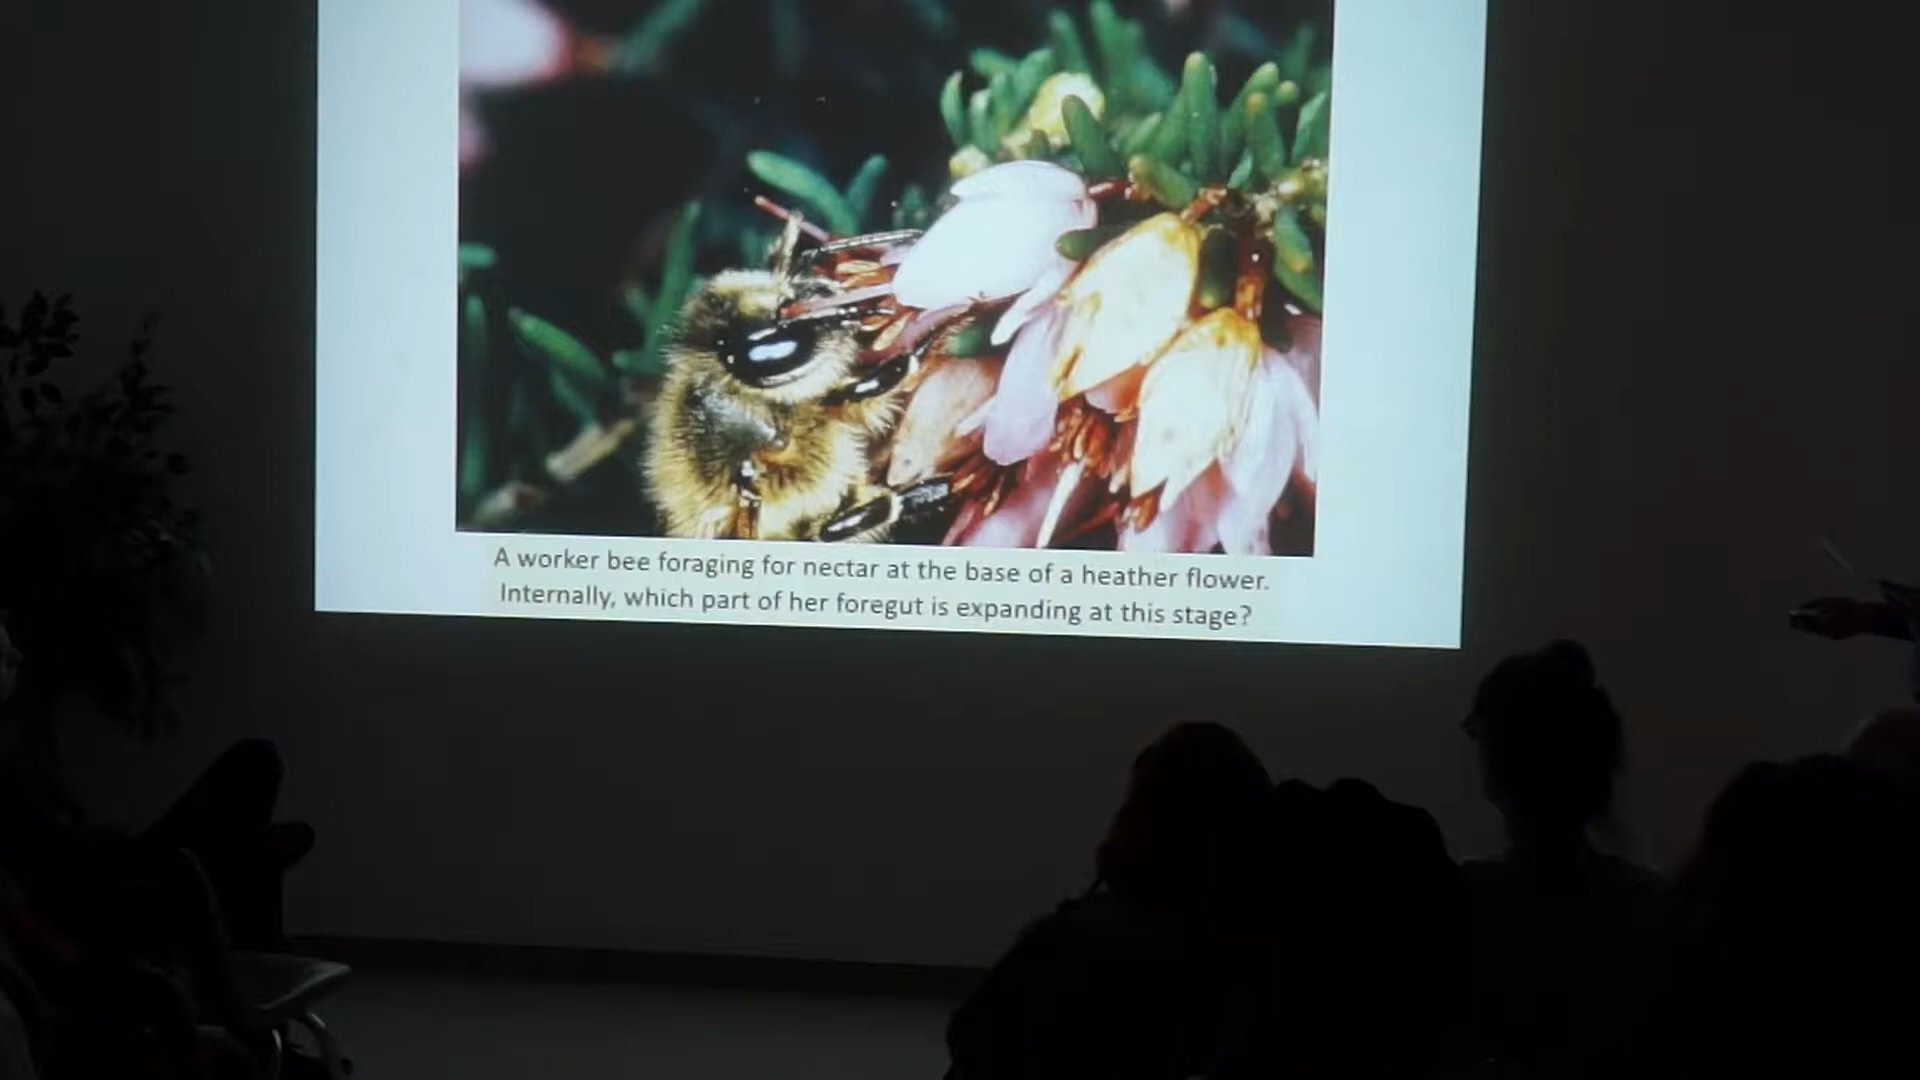 A worker bee foraging for nectar at the base of a heather flower.
Internally, which part of her foregut is expanding at this stage?